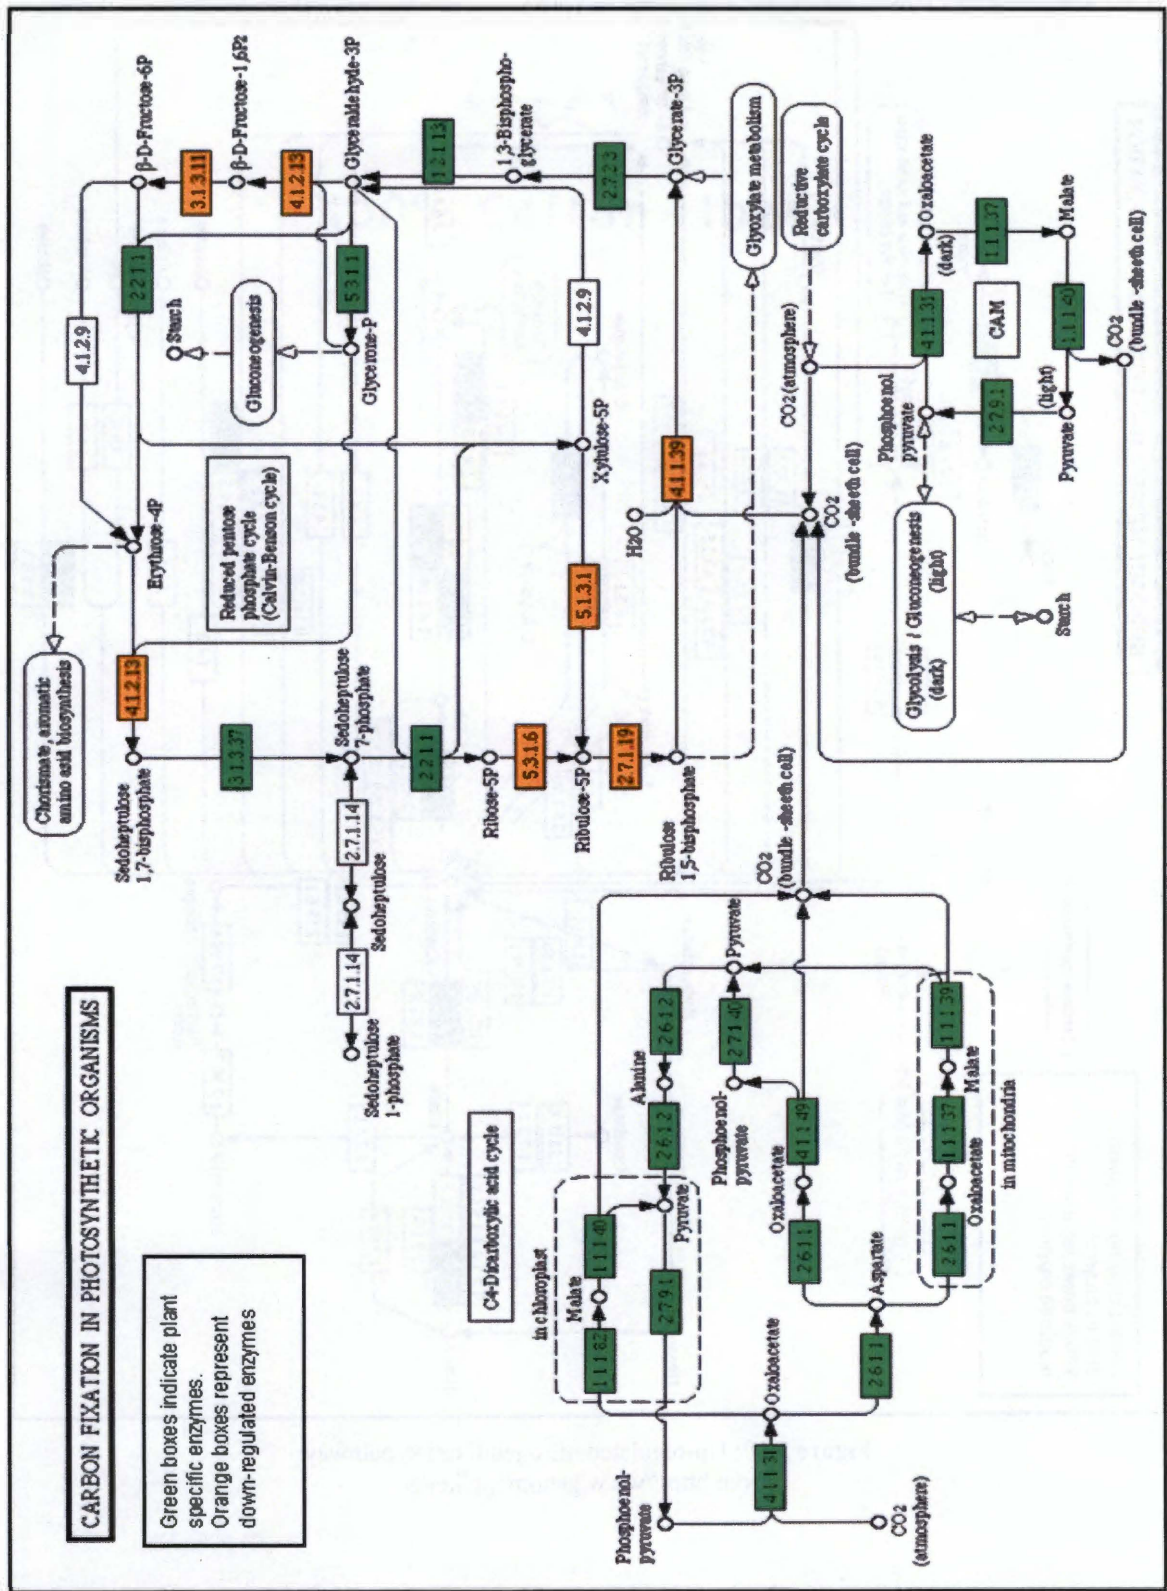 CARBON FIXATION IN PHOTOSYNTHETIC ORGANISMS
Green boxes indicate plant
specific enzymes.
Orange boxes represent
down-regulated enzymes
Chorismate, aromatic
amino acid biosynthesis
Sedoheptulose
1,7-bisphosphate
4.1.2.13
Erythrose-4P
4.1.2.9
2.2.1.1
β-D-Fructose-6P
3.1.3.11
β-D-Fructose-1,6P2
4.1.2.13
Glyceraldehyde-3P
Starch
Gluconeogenesis
5.3.1.1
Glycerone-P
Reduced pentose
phosphate cycle
(Calvin-Benson cycle)
3.1.3.37
Sedoheptulose
7-phosphate
2.7.1.14
Sedoheptulose
2.7.1.14
Sedoheptulose
1-phosphate
2.2.1.1
Ribose-5P
5.3.1.6
Ribulose-5P
2.7.1.19
Ribulose
1,5-bisphosphate
5.1.3.1
Xylulose-5P
4.1.2.9
1.2.1.13
1,3-Bisphospho-
glycerate
2.7.2.3
Glycerate-3P
4.1.1.39
H2O
Glyoxylate metabolism
Reductive
carboxylate cycle
CO2 (atmosphere)
CO2
(bundle -sheeth cell)
Phosphoenol
pyruvate
4.1.1.31
Oxaloacetate
(dark)
1.1.1.37
Malate
CAM
1.1.1.40
2.7.9.1
(light)
Pyruvate
CO2
(bundle -sheeth cell)
Glycolysis / Gluconeogenesis
(dark) (light)
Starch
C4-Dicarboxylic acid cycle
in chloroplast
Malate
1.1.1.82
1.1.1.40
Pyruvate
2.7.9.1
2.6.1.2
Alanine
2.6.1.2
Pyruvate
2.7.1.40
Phosphoenol-
pyruvate
CO2
(bundle -sheeth cell)
Oxaloacetate
2.6.1.1
4.1.1.49
Aspartate
2.6.1.1
2.6.1.1
Oxaloacetate
1.1.1.37
Malate
1.1.1.39
in mitochondria
Phosphoenol-
pyruvate
4.1.1.31
Oxaloacetate
CO2
(atmosphere)